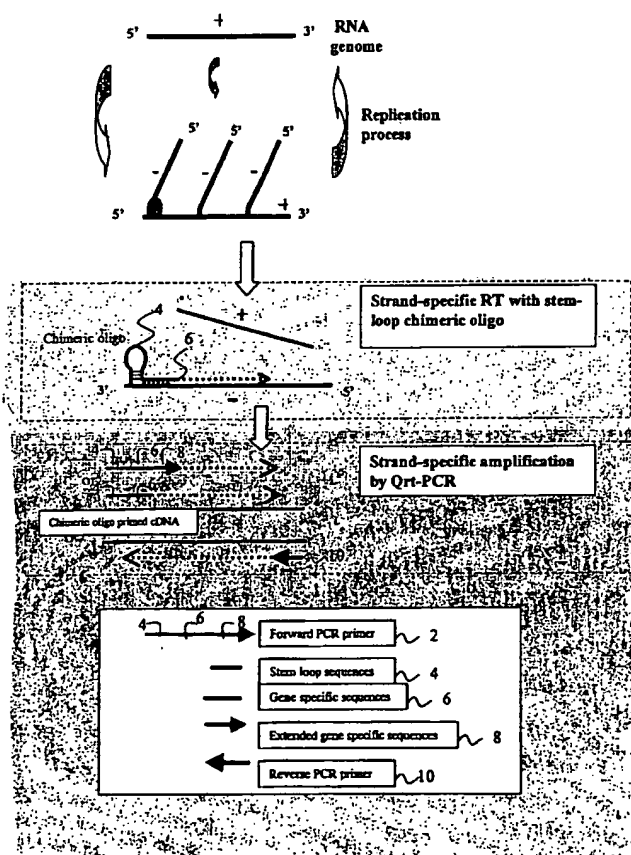 +
5' 3' RNA
genome
Replication
process
5' 5' 5'
- - -
5' + 3'
Strand-specific RT with stem-
loop chimeric oligo
4
+
Chimeric oligo
6
3' 5'
-
Strand-specific amplification
by Qrt-PCR
4 6 8
Chimeric oligo primed cDNA
10
4 6 8
Forward PCR primer 2
Stem loop sequences 4
Gene specific sequences 6
Extended gene specific sequences 8
Reverse PCR primer 10